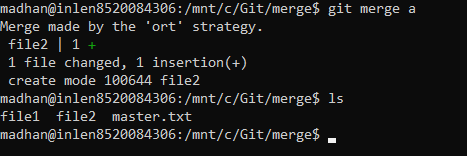 madhan@inlen8520084306:/mnt/c/Git/merge$ git merge a
Merge made by the 'ort' strategy.
 file2 | 1 +
 1 file changed, 1 insertion(+)
 create mode 100644 file2
madhan@inlen8520084306:/mnt/c/Git/merge$ ls
file1  file2  master.txt
madhan@inlen8520084306:/mnt/c/Git/merge$